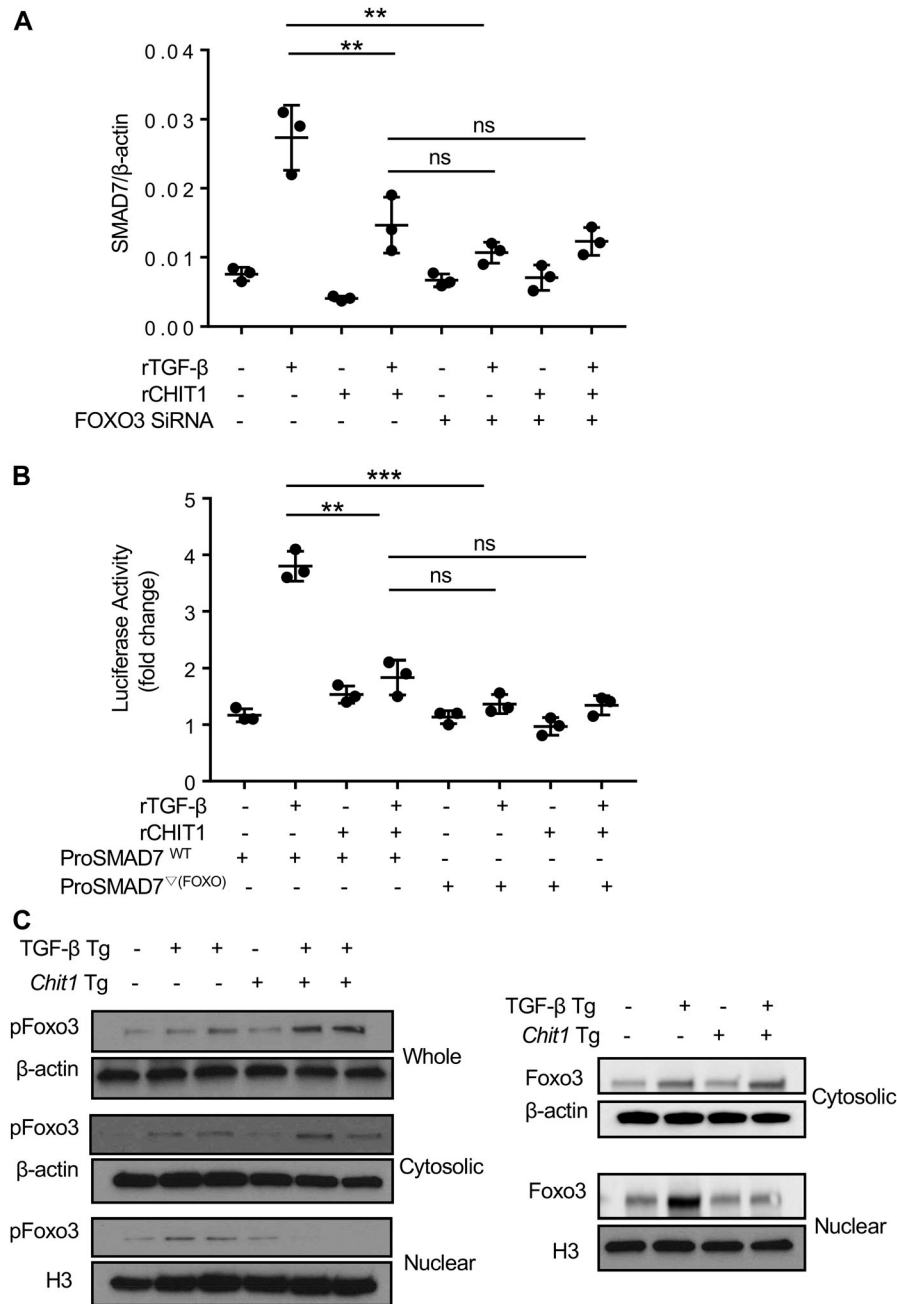 A
**
**
ns
ns
0.04
0.03
0.02
0.01
0.00
SMAD7/β-actin
rTGF-β - + - + - + - +
rCHIT1 - - + + - - + +
FOXO3 SiRNA - - - - + + + +
B
***
**
ns
ns
5
4
3
2
1
0
Luciferase Activity
(fold change)
rTGF-β - + - + - + - +
rCHIT1 - - + + - - + +
ProSMAD7 WT + + + + - - - -
ProSMAD7 ▽(FOXO) - - - - + + + +
C
TGF-β Tg - + + - + +
Chit1 Tg - - - + + +
pFoxo3
β-actin
Whole
pFoxo3
β-actin
Cytosolic
pFoxo3
H3
Nuclear
TGF-β Tg - + - +
Chit1 Tg - - + +
Foxo3
β-actin
Cytosolic
Foxo3
H3
Nuclear